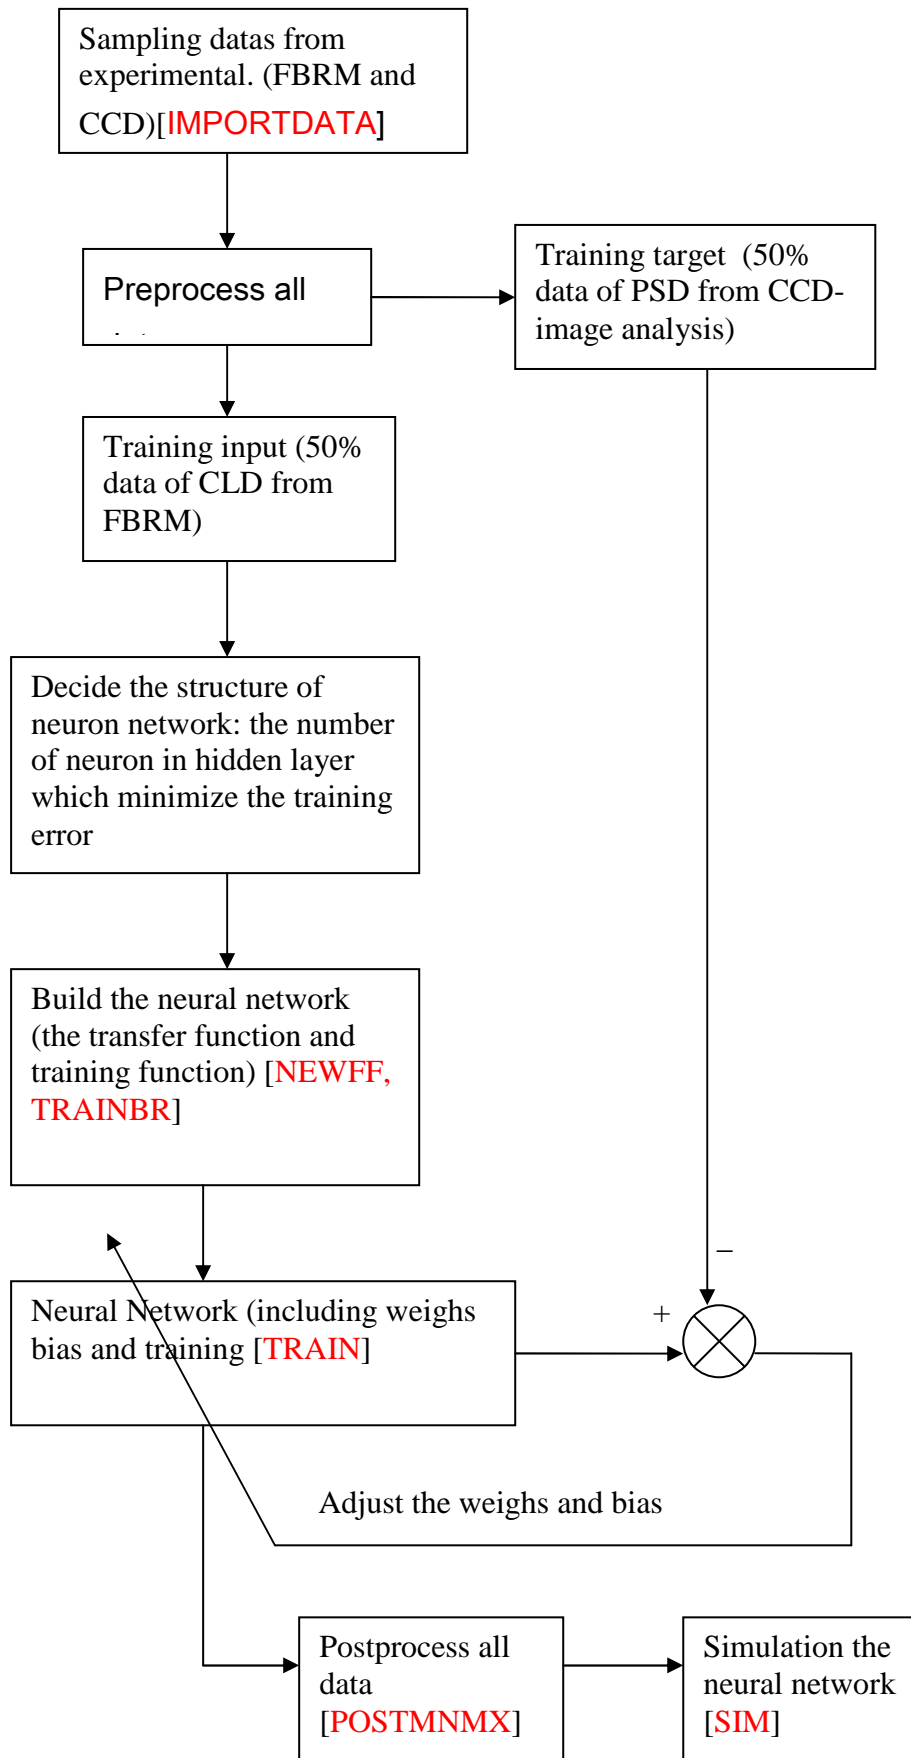 Sampling datas from
experimental. (FBRM and
CCD)[IMPORTDATA]
Preprocess all
Training target (50%
data of PSD from CCD-
image analysis)
Training input (50%
data of CLD from
FBRM)
Decide the structure of
neuron network: the number
of neuron in hidden layer
which minimize the training
error
Build the neural network
(the transfer function and
training function) [NEWFF,
TRAINBR]
−
+
Neural Network (including weighs
bias and training [TRAIN]
Adjust the weighs and bias
Postprocess all
data
[POSTMNMX]
Simulation the
neural network
[SIM]